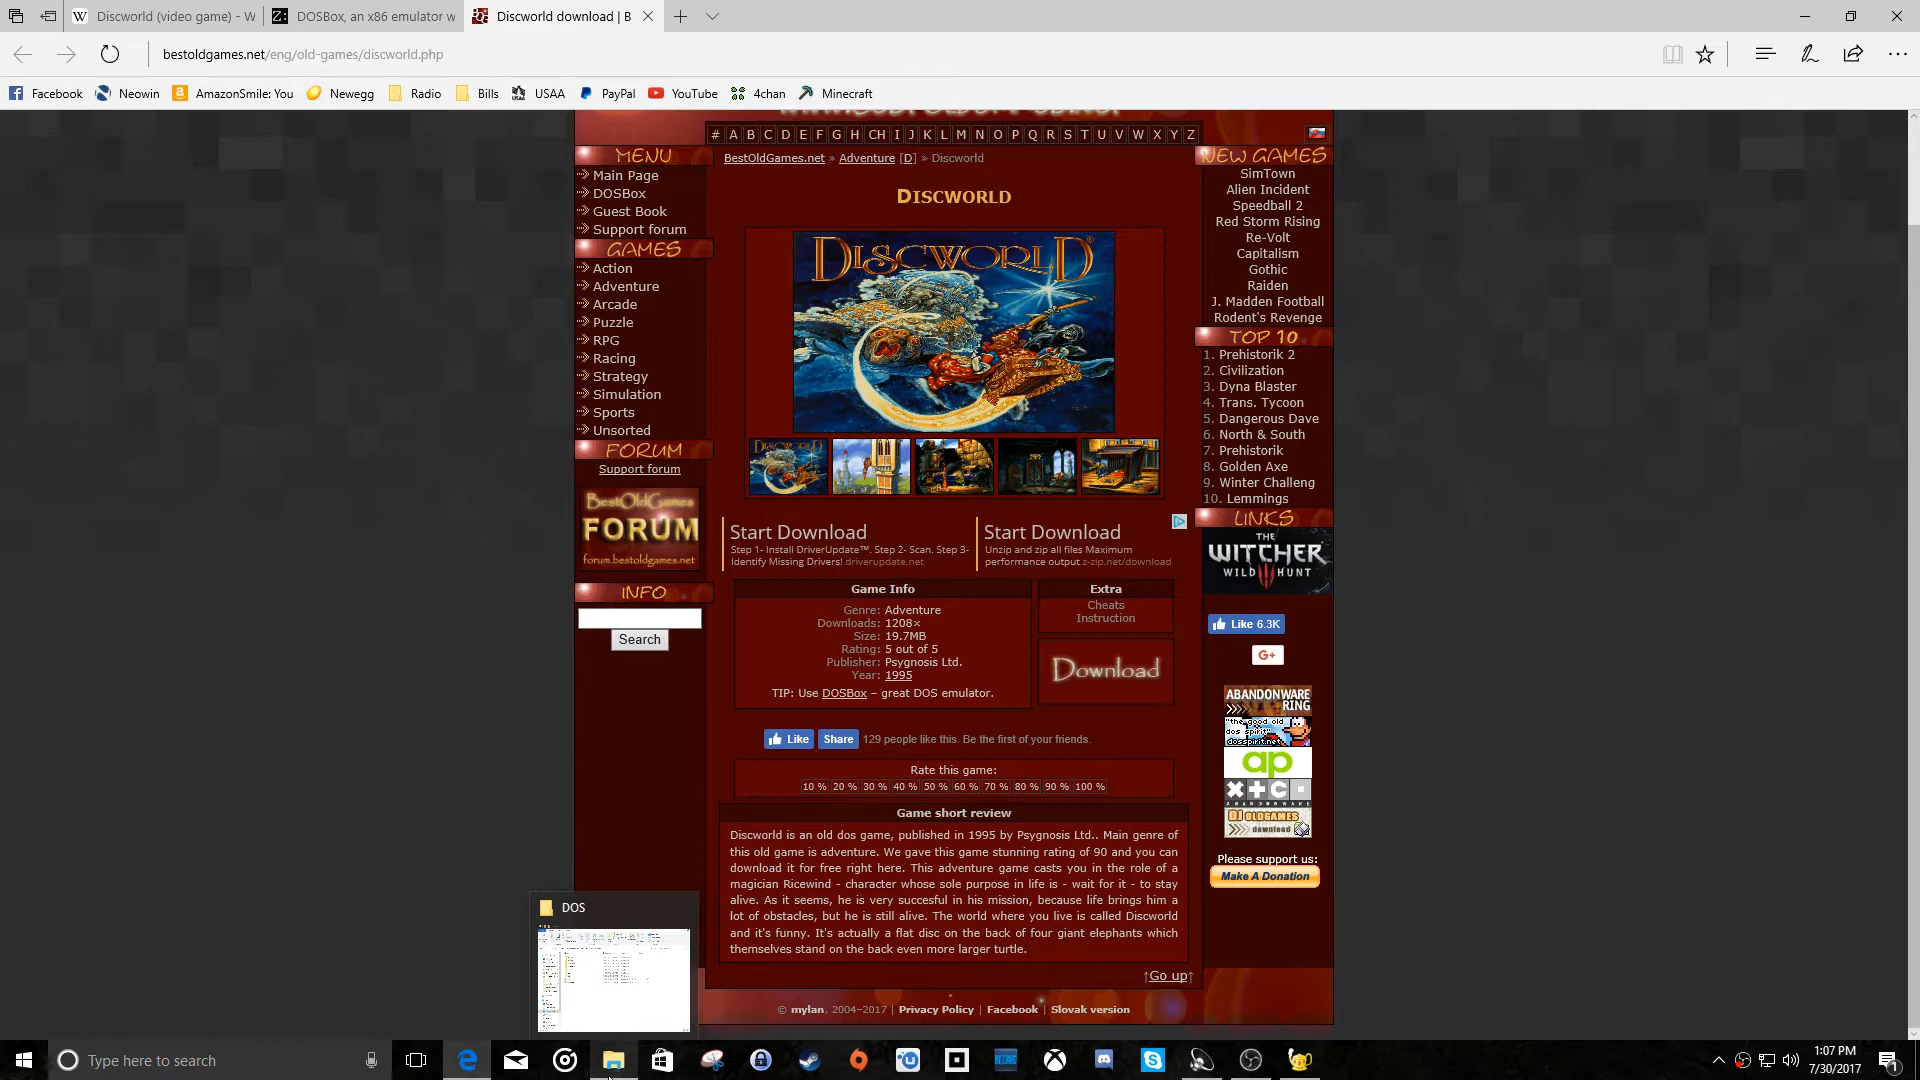 Discworld (video game) - W
DOSBox, an x86 emulator w
Discworld download | B
bestoldgames.net/eng/old-games/discworld.php
Facebook
Neowin
AmazonSmile: You
Newegg
Radio
Bills
USAA
PayPal
YouTube
4chan
Minecraft
# A B C D E F G H CH I J K L M N O P Q R S T U V W X Y Z
MENU
Main Page
DOSBox
Guest Book
Support forum
GAMES
Action
Adventure
Arcade
Puzzle
RPG
Racing
Strategy
Simulation
Sports
Unsorted
FORUM
Support forum
BestOldGames
FORUM
forum.bestoldgames.net
INFO
Search
BestOldGames.net » Adventure [D] » Discworld
DISCWORLD
DISCWORLD
DISCWORLD
Start Download
Step 1- Install DriverUpdate™. Step 2- Scan. Step 3-
Identify Missing Drivers! driverupdate.net
Start Download
Unzip and zip all files Maximum
performance output z-zip.net/download
Game Info
Genre: Adventure
Downloads: 1208×
Size: 19.7MB
Rating: 5 out of 5
Publisher: Psygnosis Ltd.
Year: 1995
TIP: Use DOSBox – great DOS emulator.
Extra
Cheats
Instruction
Download
Like
Share
129 people like this. Be the first of your friends.
Rate this game:
10 % 20 % 30 % 40 % 50 % 60 % 70 % 80 % 90 % 100 %
Game short review
Discworld is an old dos game, published in 1995 by Psygnosis Ltd.. Main genre of
this old game is adventure. We gave this game stunning rating of 90 and you can
download it for free right here. This adventure game casts you in the role of a
magician Ricewind - character whose sole purpose in life is - wait for it - to stay
alive. As it seems, he is very succesful in his mission, because life brings him a
lot of obstacles, but he is still alive. The world where you live is called Discworld
and it's funny. It's actually a flat disc on the back of four giant elephants which
themselves stand on the back even more larger turtle.
↑Go up↑
© mylan, 2004–2017 | Privacy Policy | Facebook | Slovak version
NEW GAMES
SimTown
Alien Incident
Speedball 2
Red Storm Rising
Re-Volt
Capitalism
Gothic
Raiden
J. Madden Football
Rodent's Revenge
TOP 10
1. Prehistorik 2
2. Civilization
3. Dyna Blaster
4. Trans. Tycoon
5. Dangerous Dave
6. North & South
7. Prehistorik
8. Golden Axe
9. Winter Challeng
10. Lemmings
LINKS
THE
WITCHER
WILD HUNT
Like 6.3K
G+
ABANDONWARE
RING
"the good old
dos spirit"
dosspirit.net
ap
X+C
ABANDONWARE
DJ OLDGAMES
download
Please support us:
Make A Donation
DOS
Type here to search
1:07 PM
7/30/2017
1